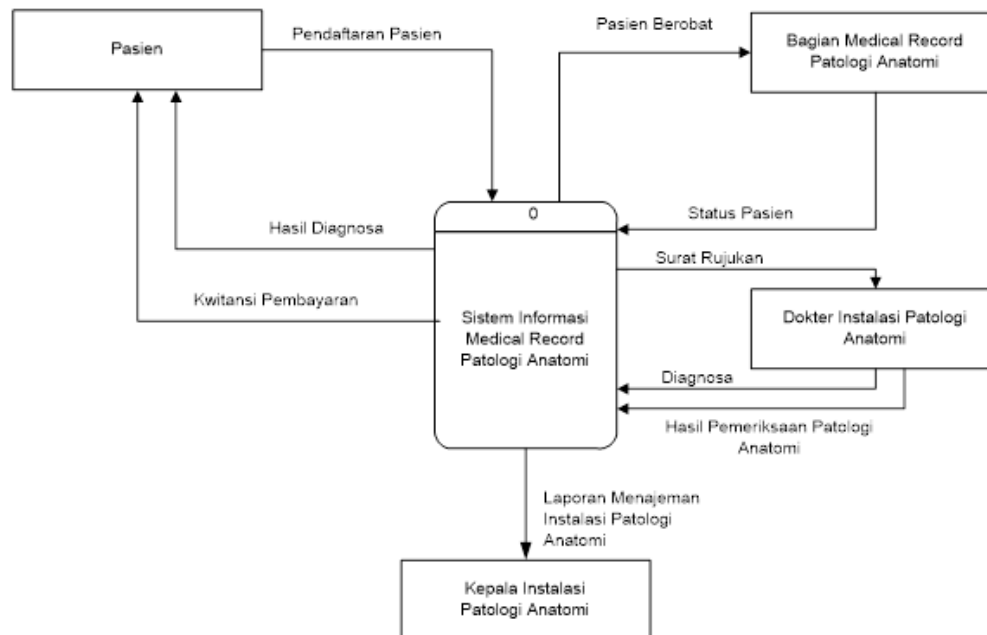 Pasien
Pendaftaran Pasien
Pasien Berobat
Bagian Medical Record
Patologi Anatomi
Hasil Diagnosa
0
Status Pasien
Surat Rujukan
Kwitansi Pembayaran
Sistem Informasi
Medical Record
Patologi Anatomi
Dokter Instalasi Patologi
Anatomi
Diagnosa
Hasil Pemeriksaan Patologi
Anatomi
Laporan Menajeman
Instalasi Patologi
Anatomi
Kepala Instalasi
Patologi Anatomi